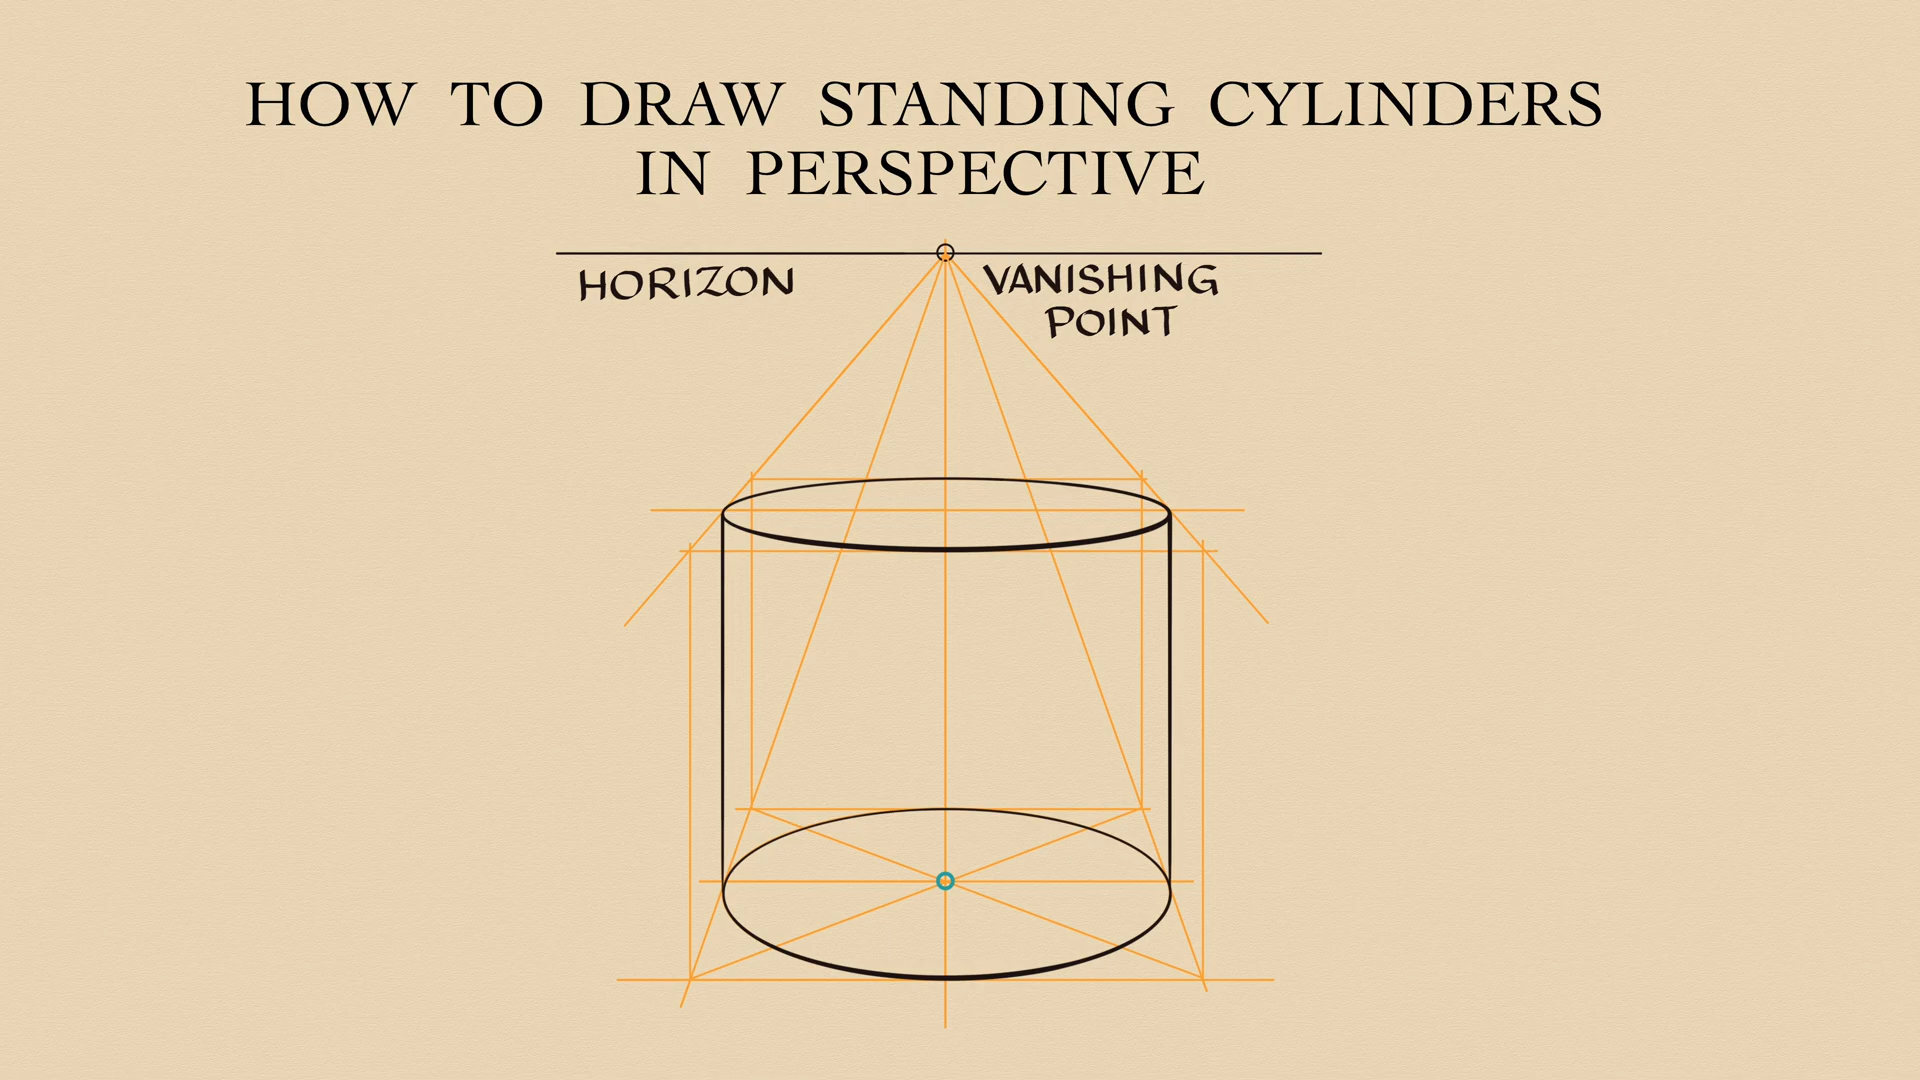 HOW TO DRAW STANDING CYLINDERS
IN PERSPECTIVE
HORIZON
VANISHING
POINT